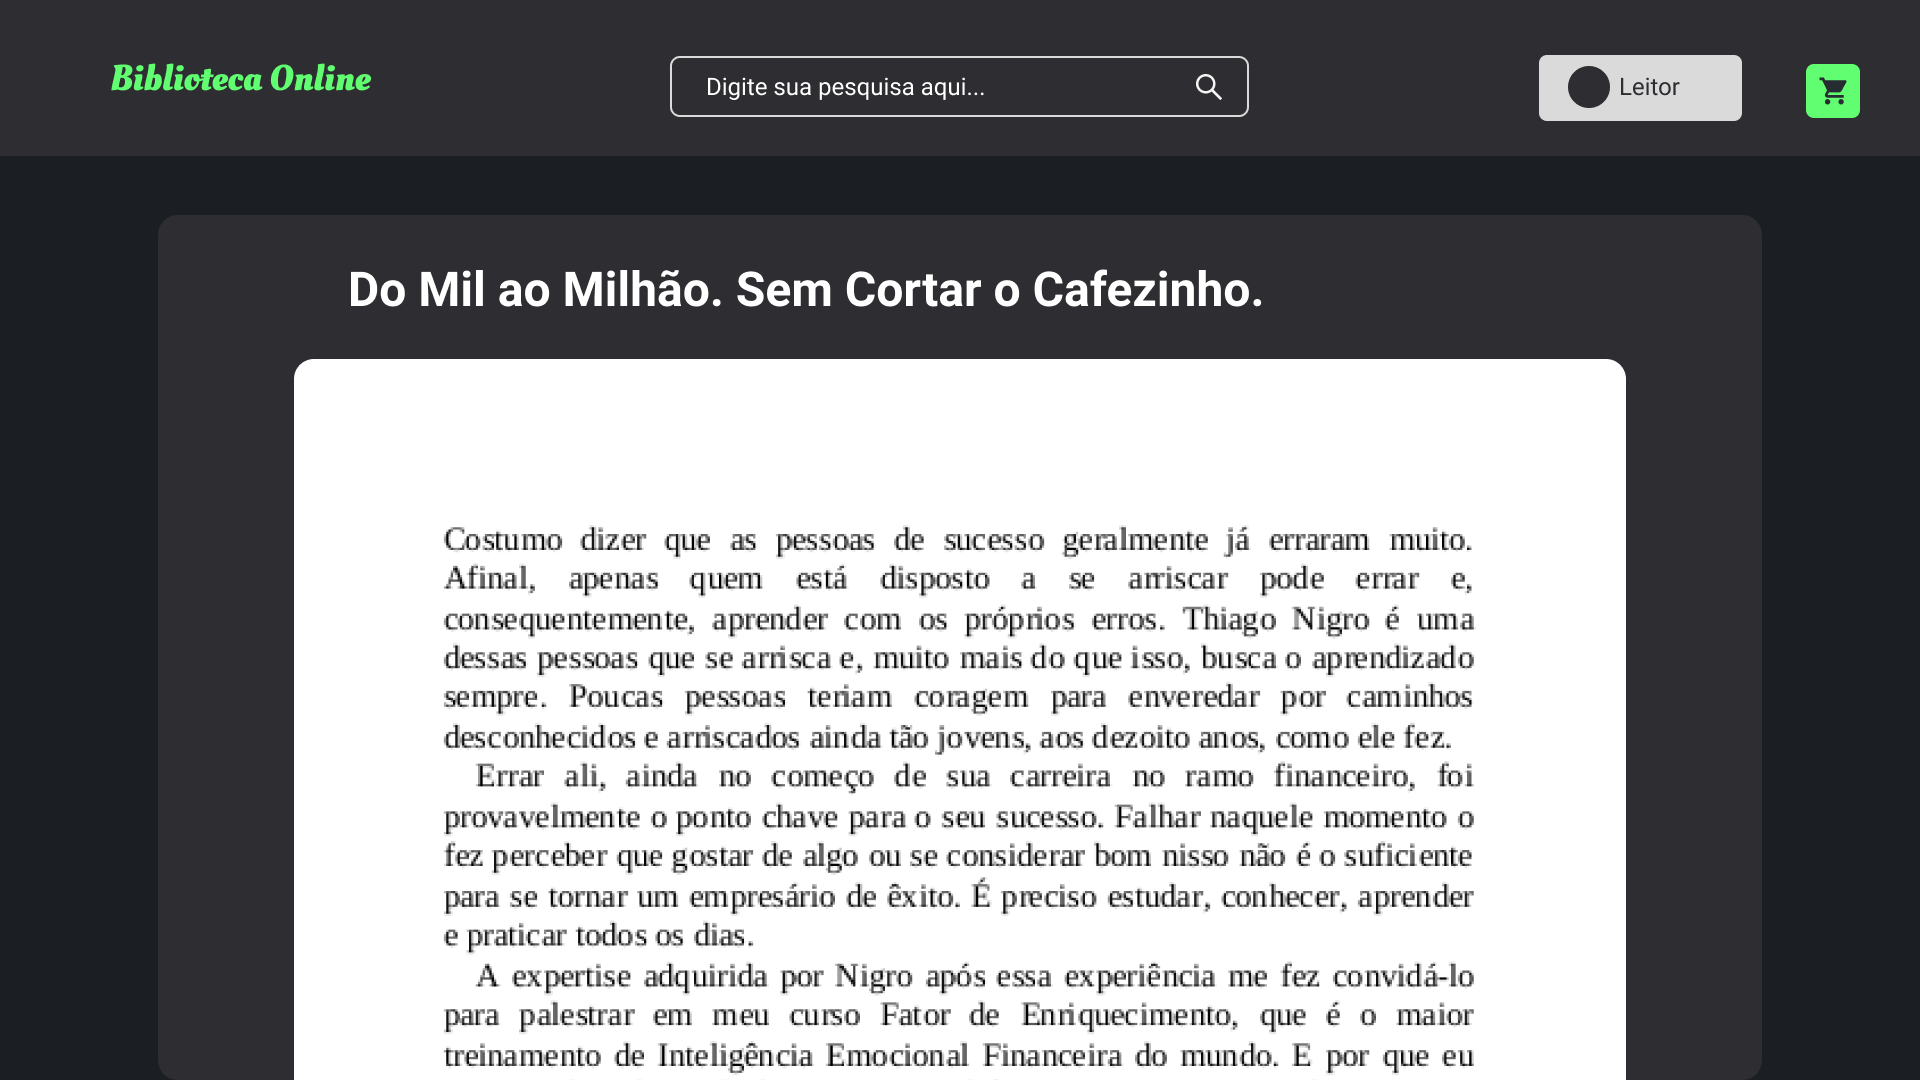 Biblioteca Online
Digite sua pesquisa aqui...
Leitor
Do Mil ao Milhão. Sem Cortar o Cafezinho.
Costumo dizer que as pessoas de sucesso geralmente já erraram muito.
Afinal, apenas quem está disposto a se arriscar pode errar e,
consequentemente, aprender com os próprios erros. Thiago Nigro é uma
dessas pessoas que se arrisca e, muito mais do que isso, busca o aprendizado
sempre. Poucas pessoas teriam coragem para enveredar por caminhos
desconhecidos e arriscados ainda tão jovens, aos dezoito anos, como ele fez.
Errar ali, ainda no começo de sua carreira no ramo financeiro, foi
provavelmente o ponto chave para o seu sucesso. Falhar naquele momento o
fez perceber que gostar de algo ou se considerar bom nisso não é o suficiente
para se tornar um empresário de êxito. É preciso estudar, conhecer, aprender
e praticar todos os dias.
A expertise adquirida por Nigro após essa experiência me fez convidá-lo
para palestrar em meu curso Fator de Enriquecimento, que é o maior
treinamento de Inteligência Emocional Financeira do mundo. E por que eu